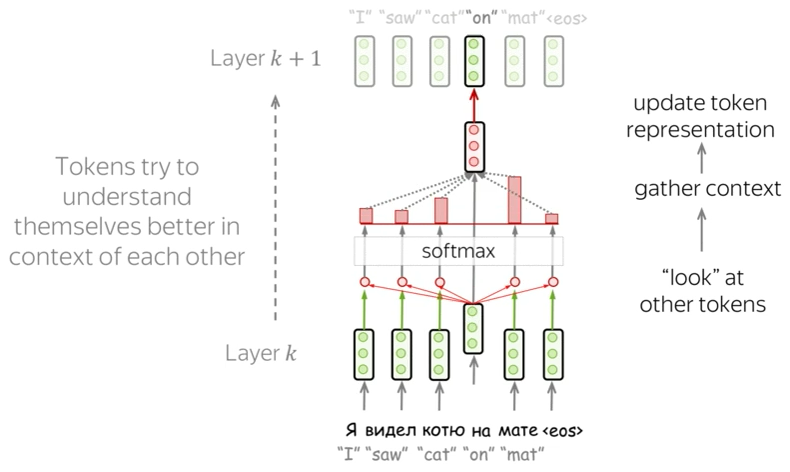 "I" "saw" "cat" "on" "mat" <eos>
Layer k + 1
Tokens try to
understand
themselves better in
context of each other
Layer k
softmax
Я видел котю на мате <eos>
"I" "saw" "cat" "on" "mat"
update token
representation
gather context
"look" at
other tokens